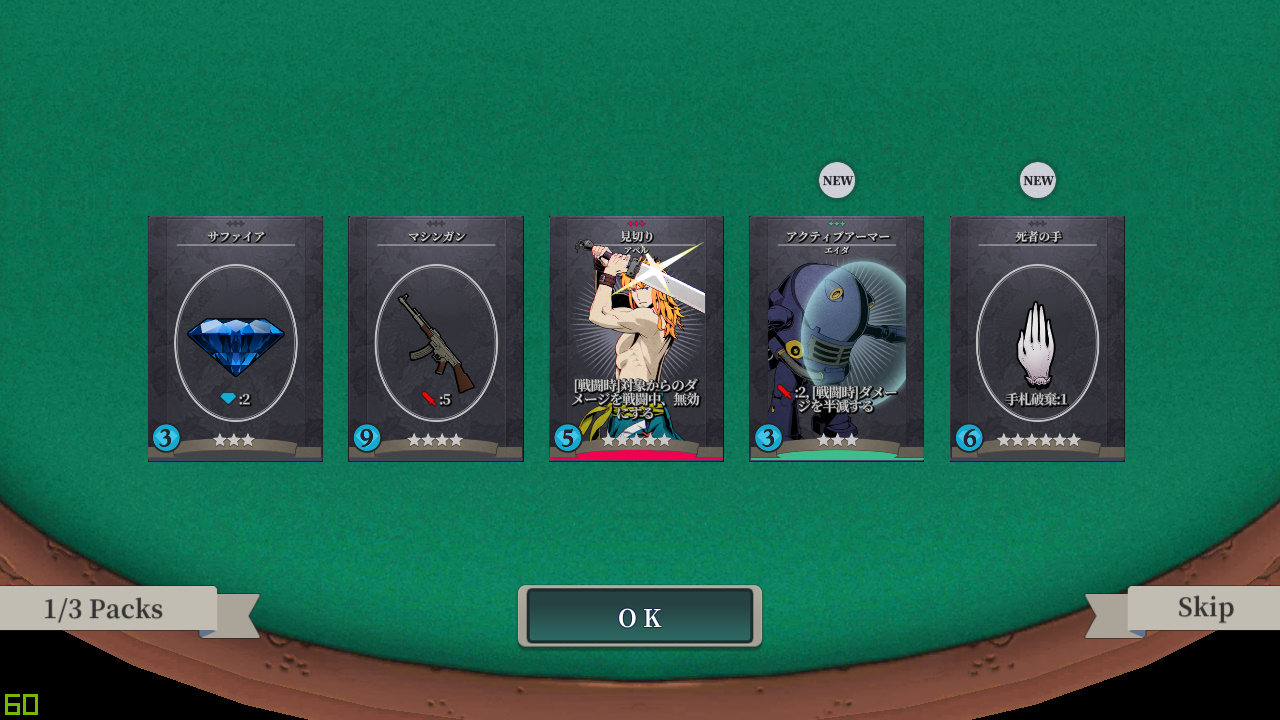 NEW
NEW
サファイア
:2
3
マシンガン
:5
9
見切り
アベル
[戦闘時]対象からのダ
メージを戦闘中、無効
にする
5
アクティブアーマー
エイダ
:2, [戦闘時]ダメー
ジを半減する
3
死者の手
手札破棄:1
6
1/3 Packs
OK
Skip
60